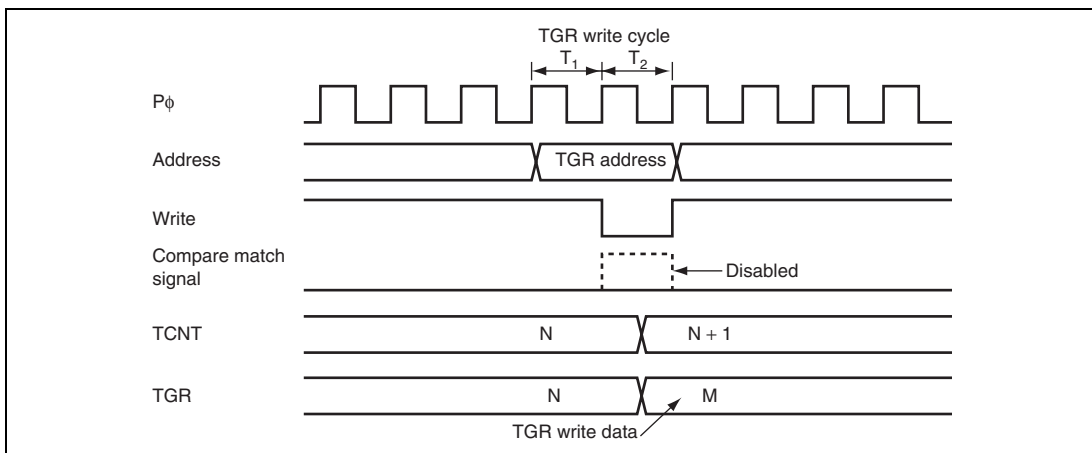 TGR write cycle
T1 T2
Pϕ
Address TGR address
Write
Compare match
signal
Disabled
TCNT N N + 1
TGR N M
TGR write data